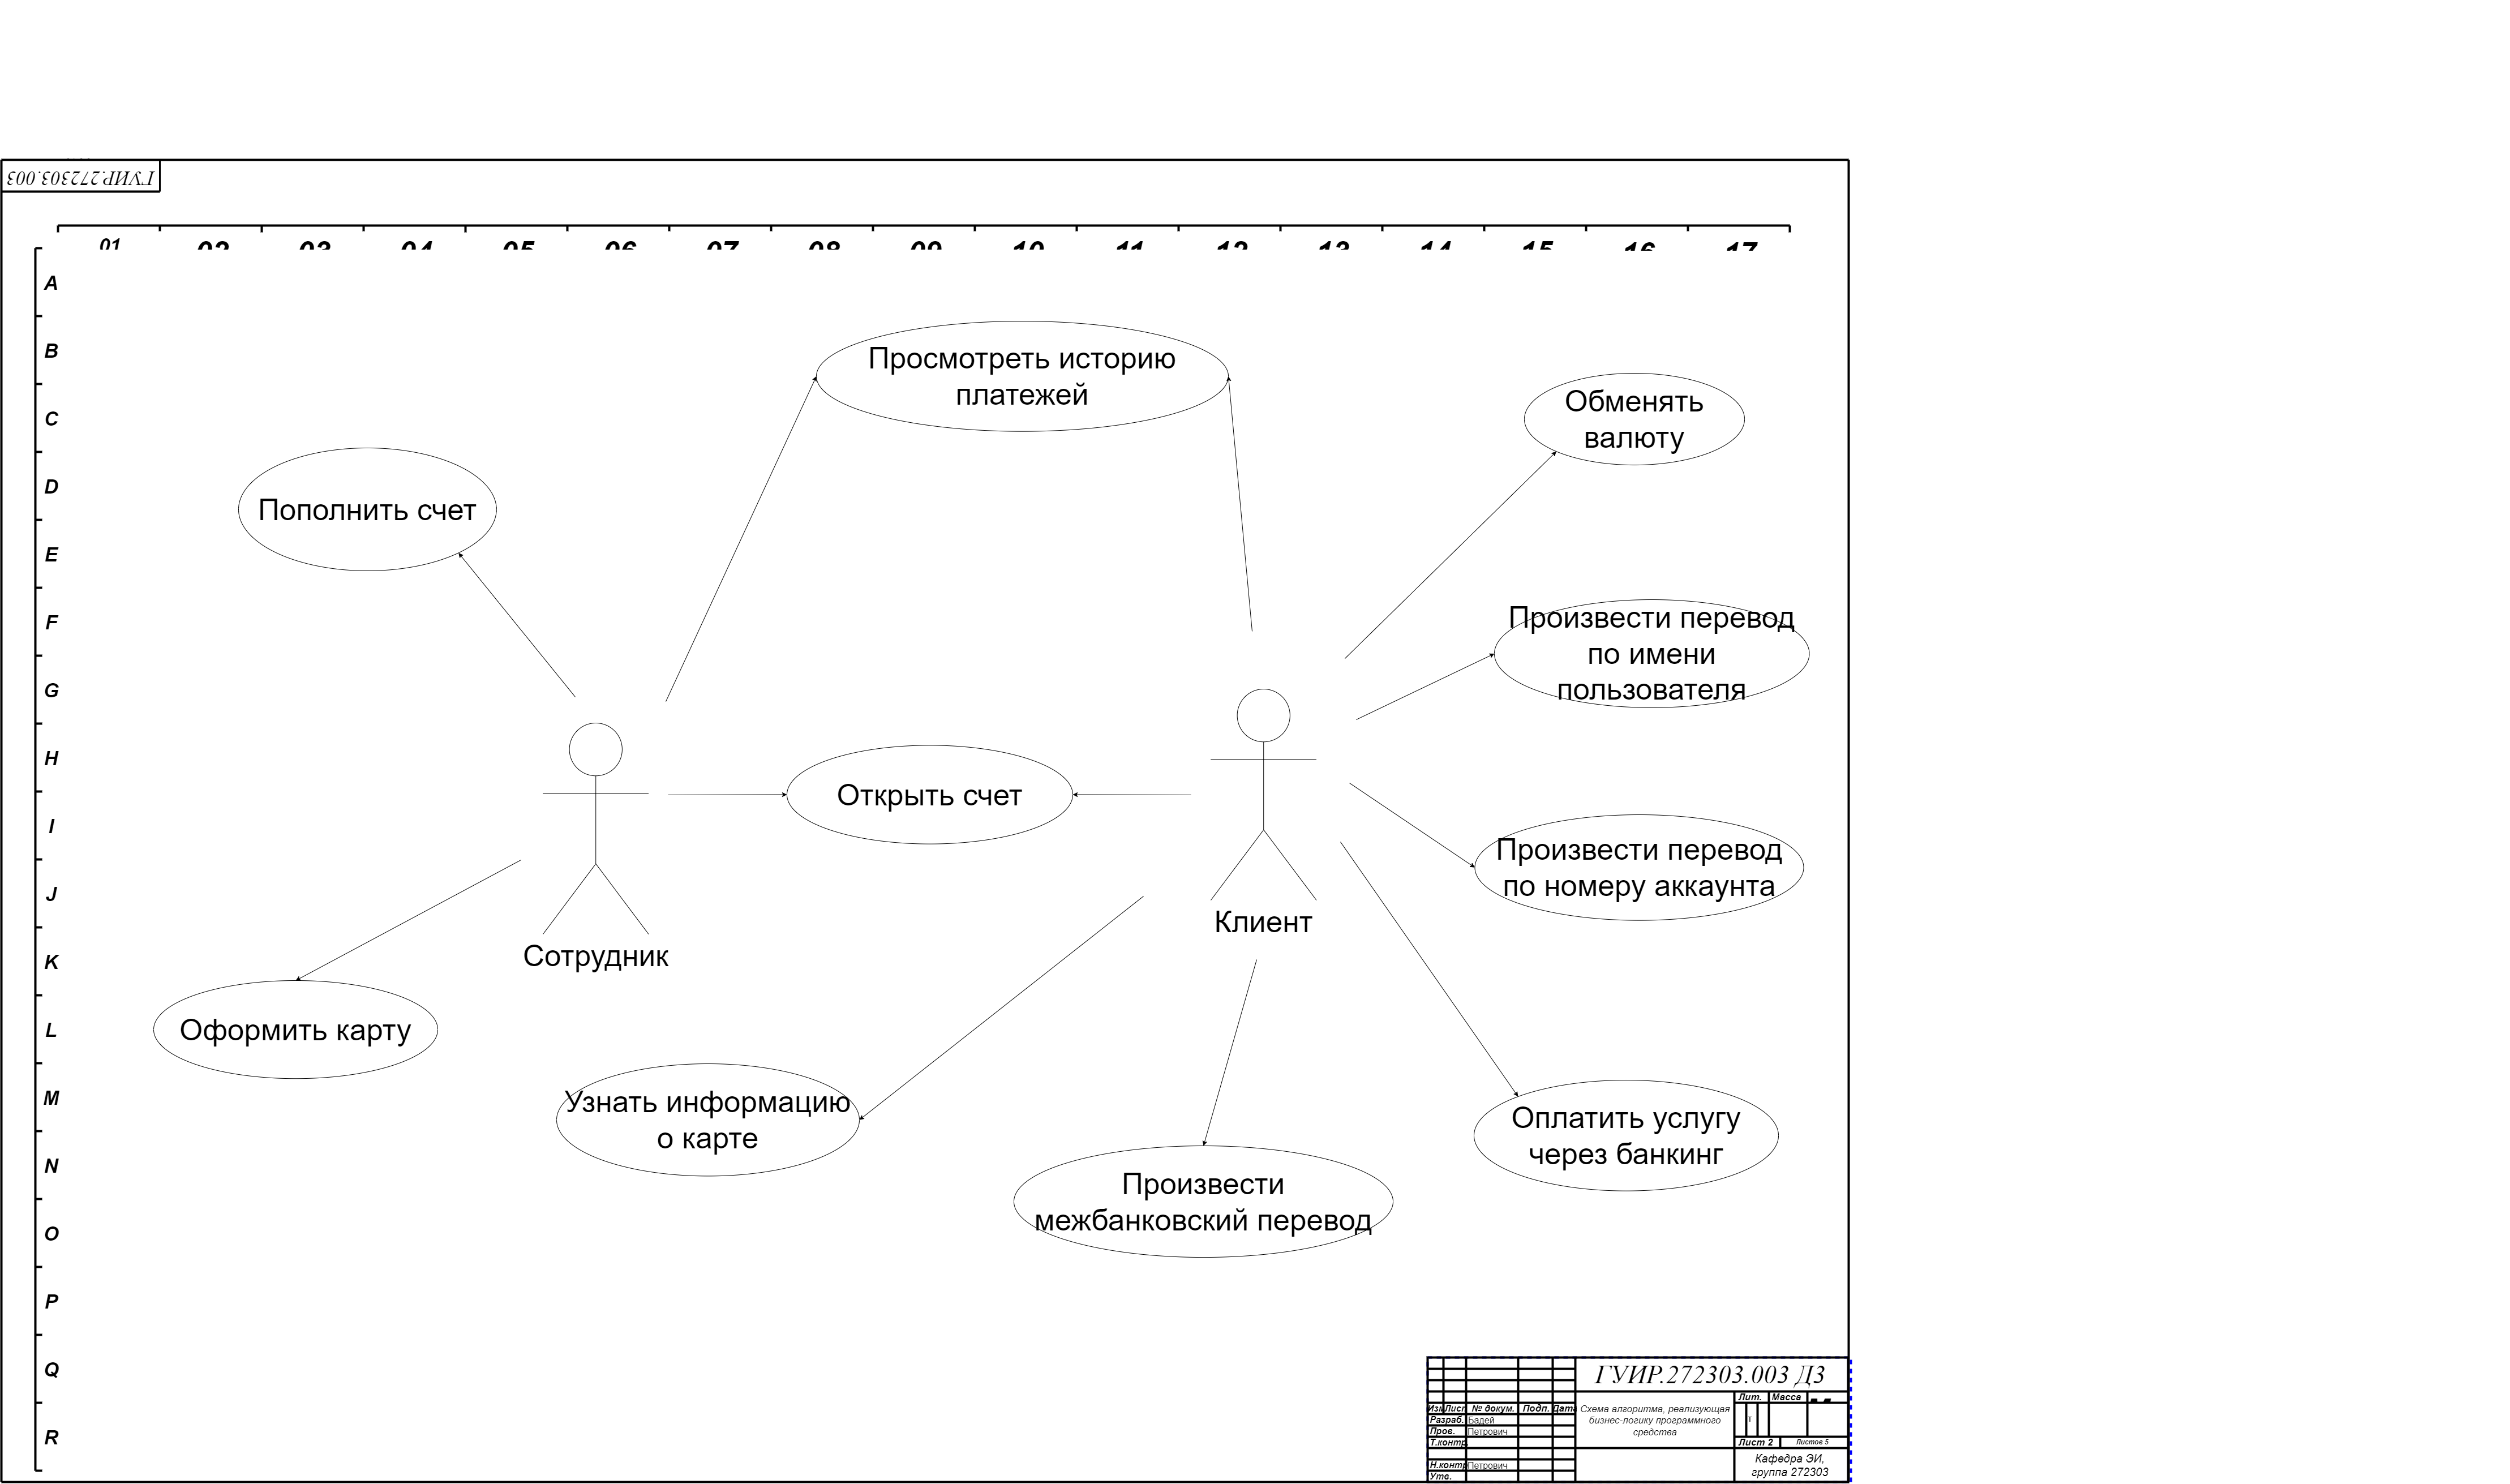 ГУИР.272303.003
01
02 03 04 05 06 07 08 09 10 11 12 13 14 15 16 17
A
B
C
D
E
F
G
H
I
J
K
L
M
N
O
P
Q
R
Просмотреть историю
платежей
Обменять
валюту
Пополнить счет
Произвести перевод
по имени
пользователя
Открыть счет
Произвести перевод
по номеру аккаунта
Клиент
Сотрудник
Оформить карту
Узнать информацию
о карте
Оплатить услугу
через банкинг
Произвести
межбанковский перевод
ГУИР.272303.003 Д3
Лит. Масса
Лист № докум. Подп. Дата
Схема алгоритма, реализующая
бизнес-логику программного
средства
т
Разраб. Бадей
Пров. Петрович
Т.контр.
Лист 2 Листов 5
Н.контр Петрович
Утв.
Кафедра ЭИ,
группа 272303